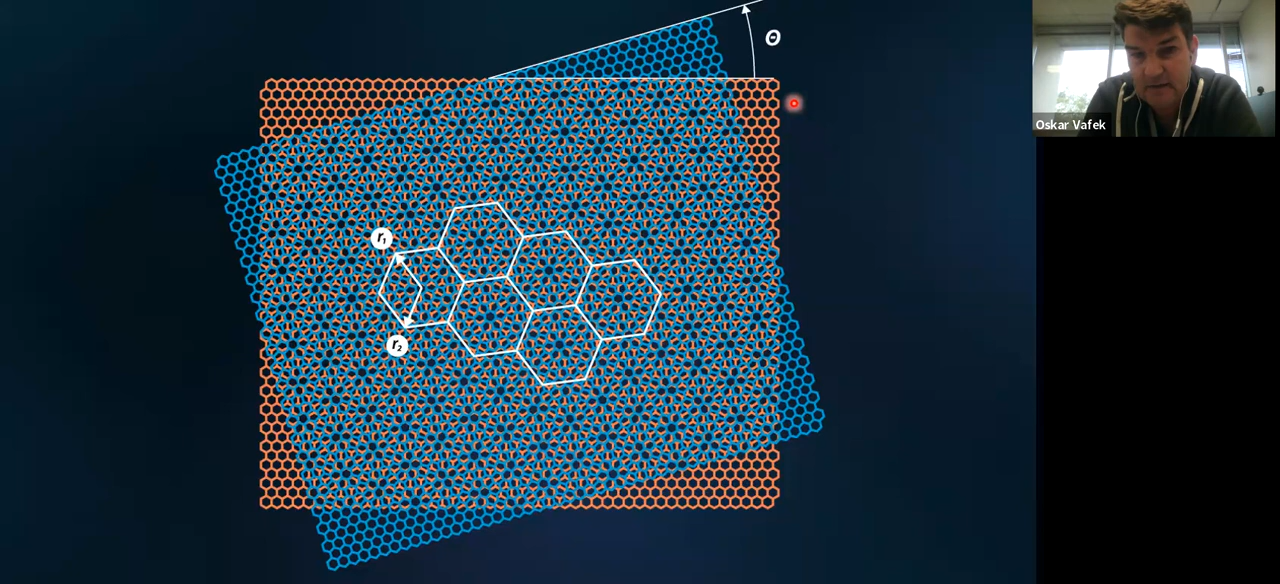 Θ
r₁
r₂
Oskar Vafek